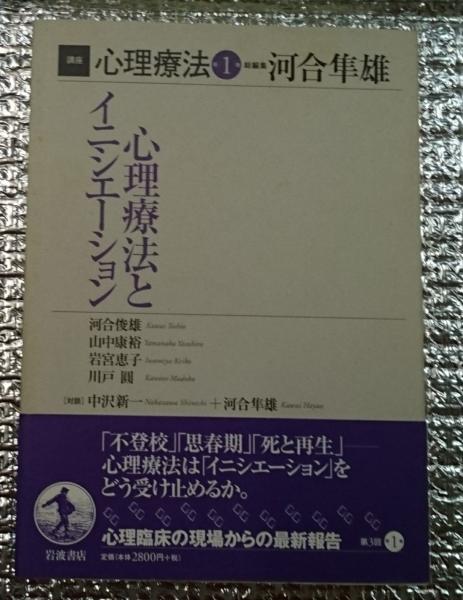 講座 心理療法 第1巻 総編集 河合隼雄
心理療法と
イニシエーション
河合俊雄 Kawai Toshio
山中康裕 Yamanaka Yasuhiro
岩宮恵子 Iwamiya Keiko
川戸 圓 Kawato Madoka
[対談] 中沢新一 Nakazawa Shinichi + 河合隼雄 Kawai Hayao
「不登校」「思春期」「死と再生」——
心理療法は「イニシエーション」を
どう受け止めるか。
心理臨床の現場からの最新報告 第3回 第1巻
岩波書店 定価(本体2800円+税)